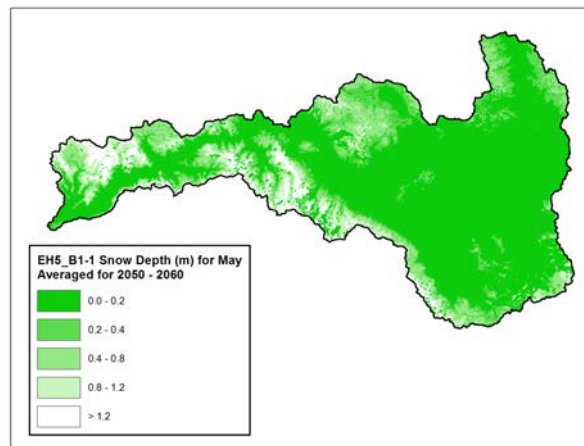 EH5_B1-1 Snow Depth (m) for May
Averaged for 2050 - 2060
0.0 - 0.2
0.2 - 0.4
0.4 - 0.8
0.8 - 1.2
> 1.2